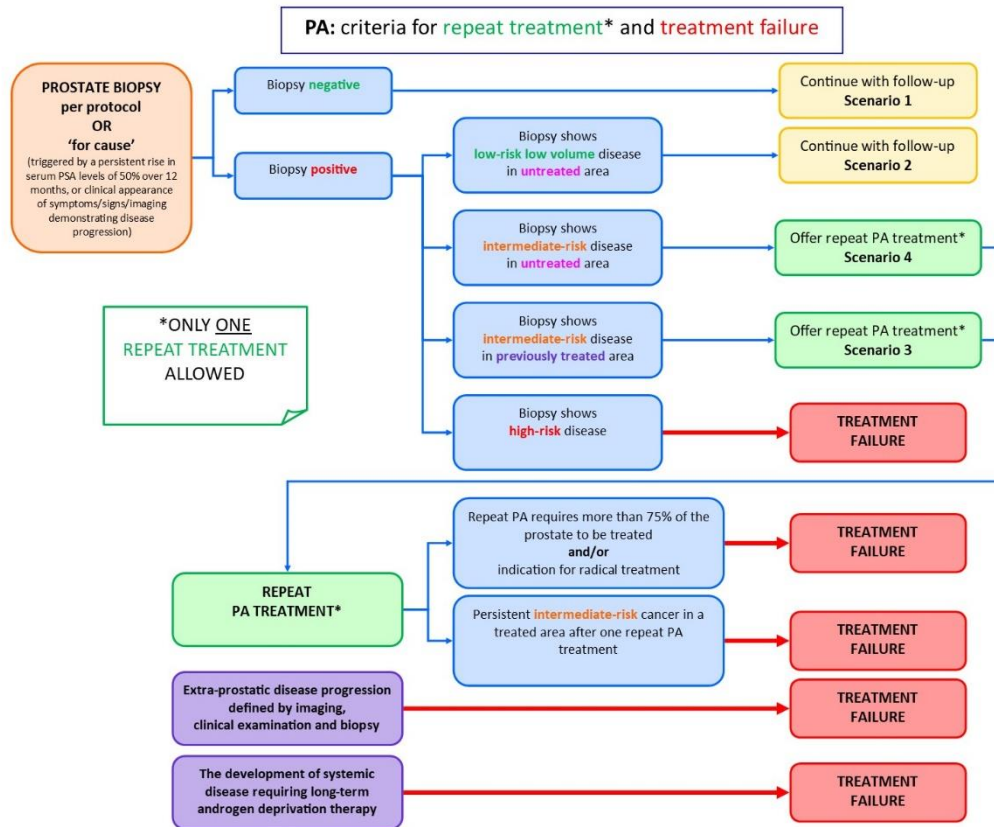 PA: criteria for repeat treatment* and treatment failure
PROSTATE BIOPSY
per protocol
OR
‘for cause’
(triggered by a persistent rise in
serum PSA levels of 50% over 12
months, or clinical appearance
of symptoms/signs/imaging
demonstrating disease
progression)
Biopsy negative
Continue with follow-up
Scenario 1
Biopsy positive
Biopsy shows
low-risk low volume disease
in untreated area
Continue with follow-up
Scenario 2
Biopsy shows
intermediate-risk disease
in untreated area
Offer repeat PA treatment*
Scenario 4
Biopsy shows
intermediate-risk disease
in previously treated area
Offer repeat PA treatment*
Scenario 3
*ONLY ONE
REPEAT TREATMENT
ALLOWED
Biopsy shows
high-risk disease
TREATMENT
FAILURE
REPEAT
PA TREATMENT*
Repeat PA requires more than 75% of the
prostate to be treated
and/or
indication for radical treatment
TREATMENT
FAILURE
Persistent intermediate-risk cancer in a
treated area after one repeat PA
treatment
TREATMENT
FAILURE
Extra-prostatic disease progression
defined by imaging,
clinical examination and biopsy
TREATMENT
FAILURE
The development of systemic
disease requiring long-term
androgen deprivation therapy
TREATMENT
FAILURE